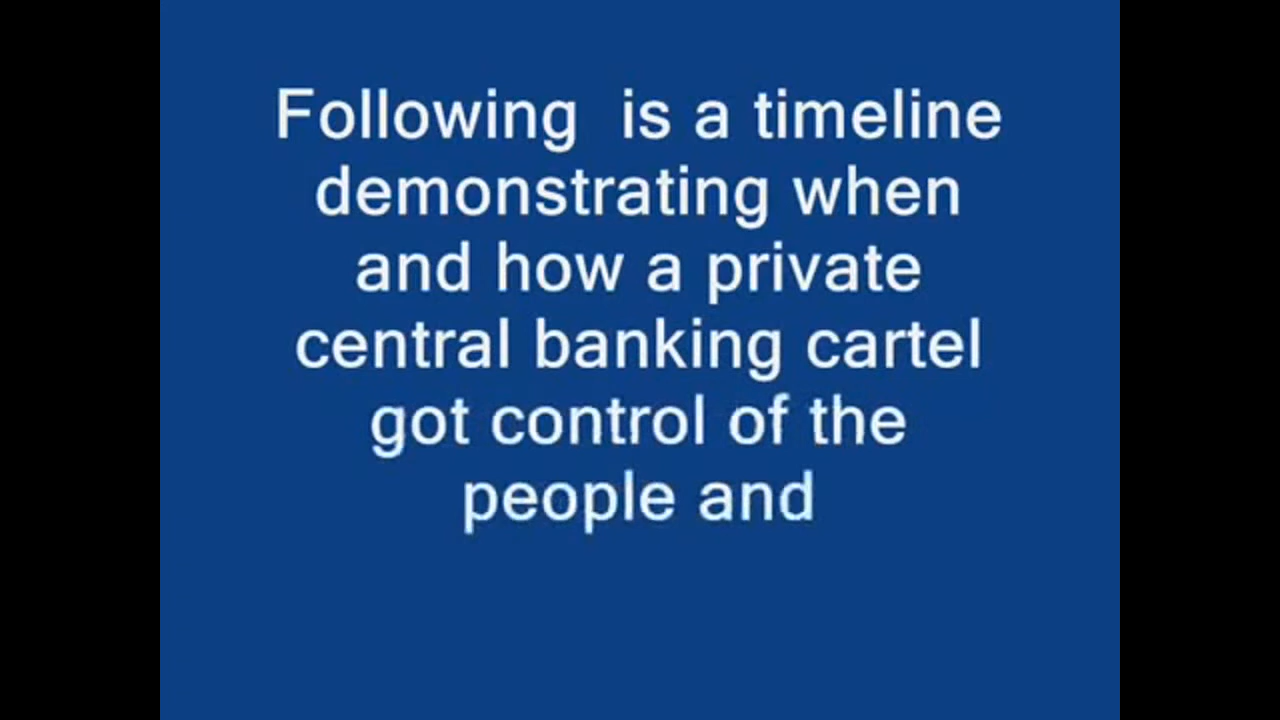 Following  is a timeline
demonstrating when
and how a private
central banking cartel
got control of the
people and